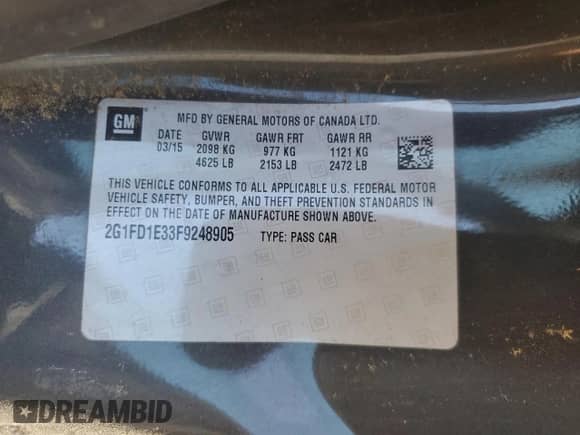 GM
MFD BY GENERAL MOTORS OF CANADA LTD.
DATE GVWR GAWR FRT GAWR RR
03/15 2098 KG 977 KG 1121 KG
4625 LB 2153 LB 2472 LB
THIS VEHICLE CONFORMS TO ALL APPLICABLE U.S. FEDERAL MOTOR
VEHICLE SAFETY, BUMPER, AND THEFT PREVENTION STANDARDS IN
EFFECT ON THE DATE OF MANUFACTURE SHOWN ABOVE.
2G1FD1E33F9248905 TYPE: PASS CAR
DREAMBID